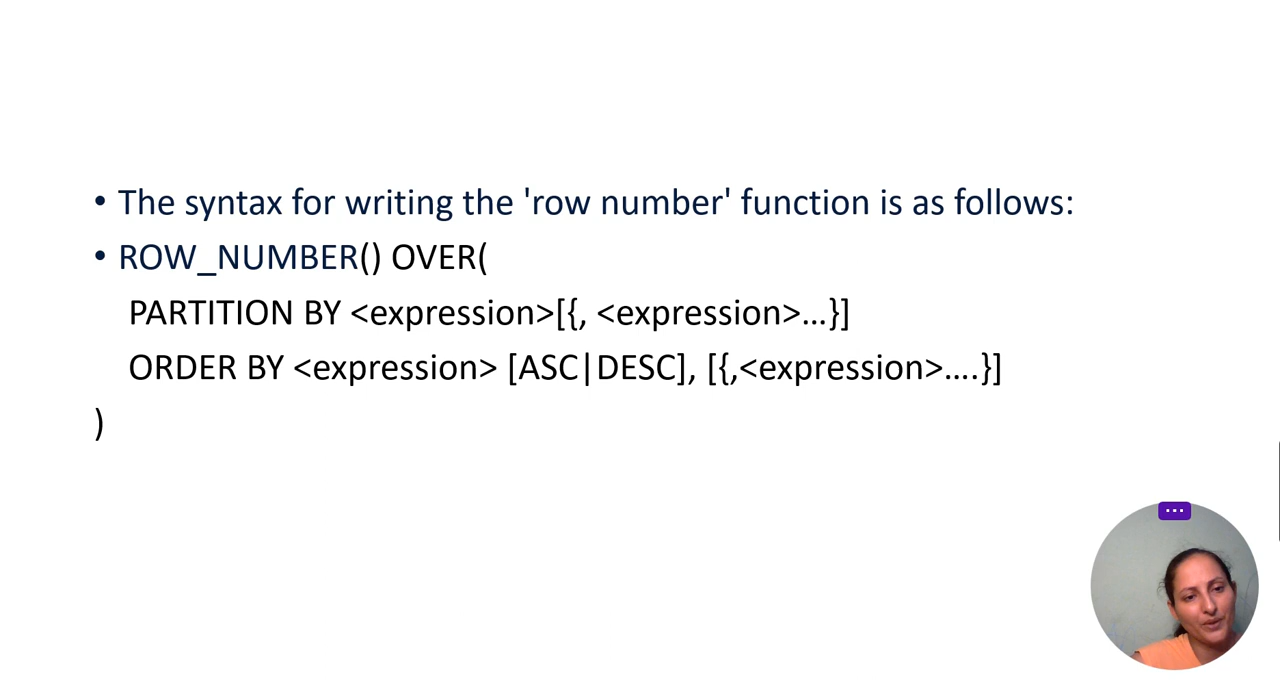 • The syntax for writing the 'row number' function is as follows:
• ROW_NUMBER() OVER(
PARTITION BY <expression>[{, <expression>…}]
ORDER BY <expression> [ASC|DESC], [{,<expression>….}]
)